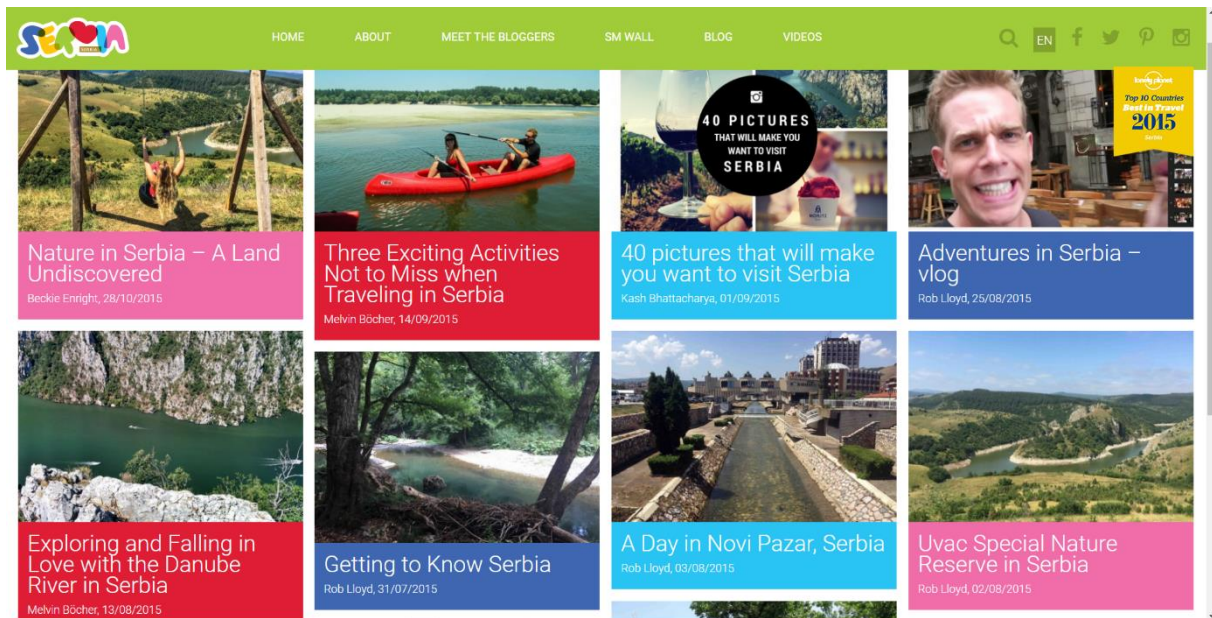 SERBIA
HOME
ABOUT
MEET THE BLOGGERS
SM WALL
BLOG
VIDEOS
EN
lonely planet
Top 10 Countries
Best in Travel
2015
Serbia
40 PICTURES
THAT WILL MAKE YOU
WANT TO VISIT
SERBIA
Nature in Serbia – A Land
Undiscovered
Beckie Enright, 28/10/2015
Three Exciting Activities
Not to Miss when
Traveling in Serbia
Melvin Böcher, 14/09/2015
40 pictures that will make
you want to visit Serbia
Kash Bhattacharya, 01/09/2015
Adventures in Serbia –
vlog
Rob Lloyd, 25/08/2015
Exploring and Falling in
Love with the Danube
River in Serbia
Melvin Böcher, 13/08/2015
Getting to Know Serbia
Rob Lloyd, 31/07/2015
A Day in Novi Pazar, Serbia
Rob Lloyd, 03/08/2015
Uvac Special Nature
Reserve in Serbia
Rob Lloyd, 02/08/2015